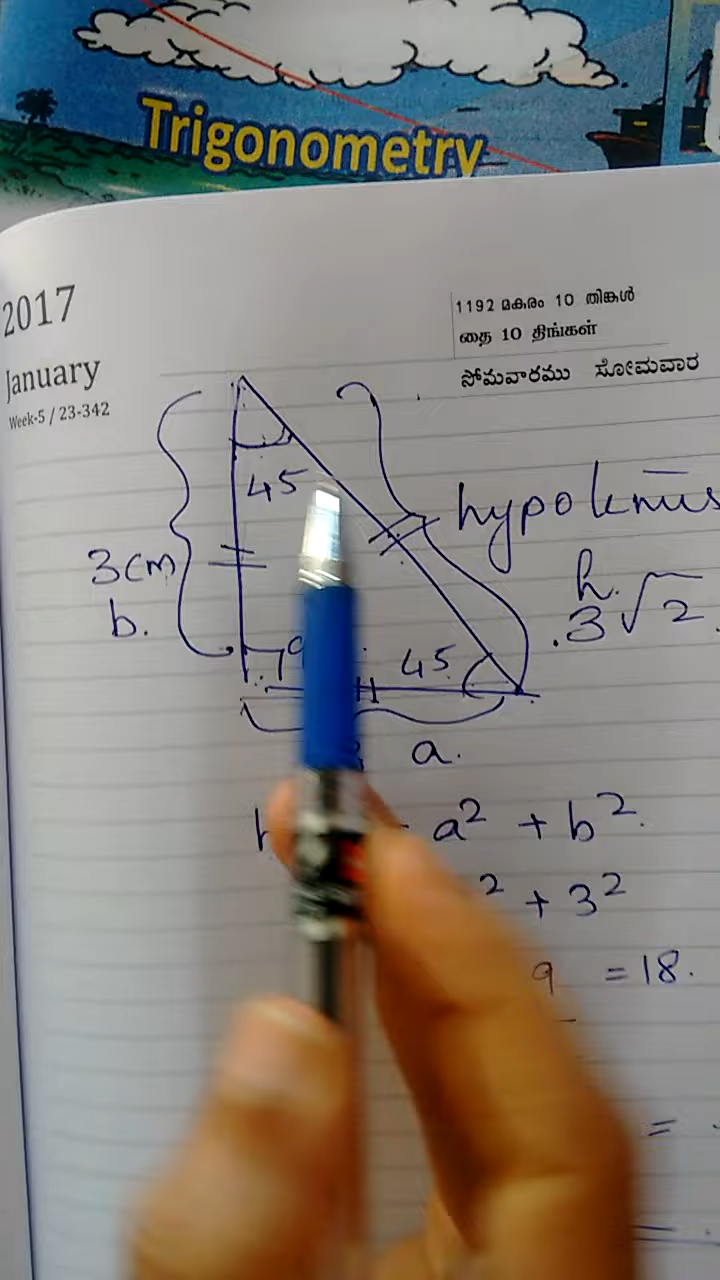 Trigonometry
2017
January
Week-5 / 23-342
1192 മകരം 10 തിങ്കൾ
தை 10 திங்கள்
సోమవారము ಸೋಮವಾರ
45
3cm
b.
h.
3√2
45
a.
a² + b²
² + 3²
9 = 18.
=